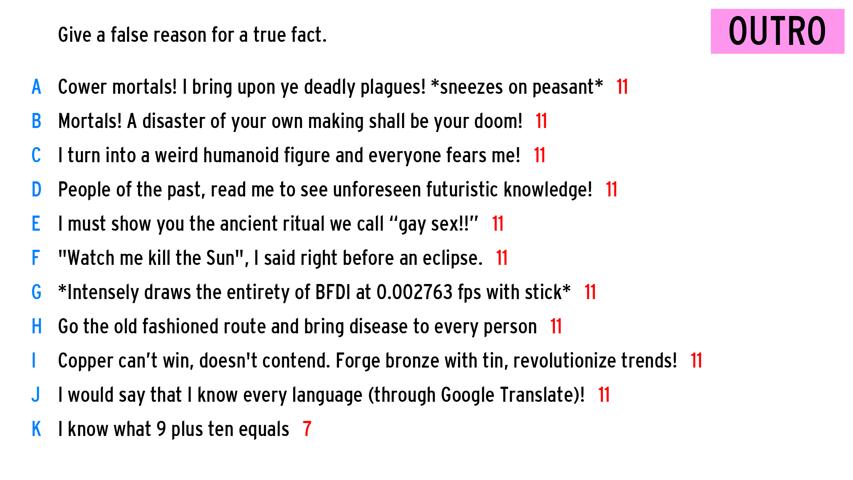 Give a false reason for a true fact.
OUTRO
A Cower mortals! I bring upon ye deadly plagues! *sneezes on peasant* 11
B Mortals! A disaster of your own making shall be your doom! 11
C I turn into a weird humanoid figure and everyone fears me! 11
D People of the past, read me to see unforeseen futuristic knowledge! 11
E I must show you the ancient ritual we call “gay sex!!” 11
F "Watch me kill the Sun", I said right before an eclipse. 11
G *Intensely draws the entirety of BFDI at 0.002763 fps with stick* 11
H Go the old fashioned route and bring disease to every person 11
I Copper can’t win, doesn't contend. Forge bronze with tin, revolutionize trends! 11
J I would say that I know every language (through Google Translate)! 11
K I know what 9 plus ten equals 7